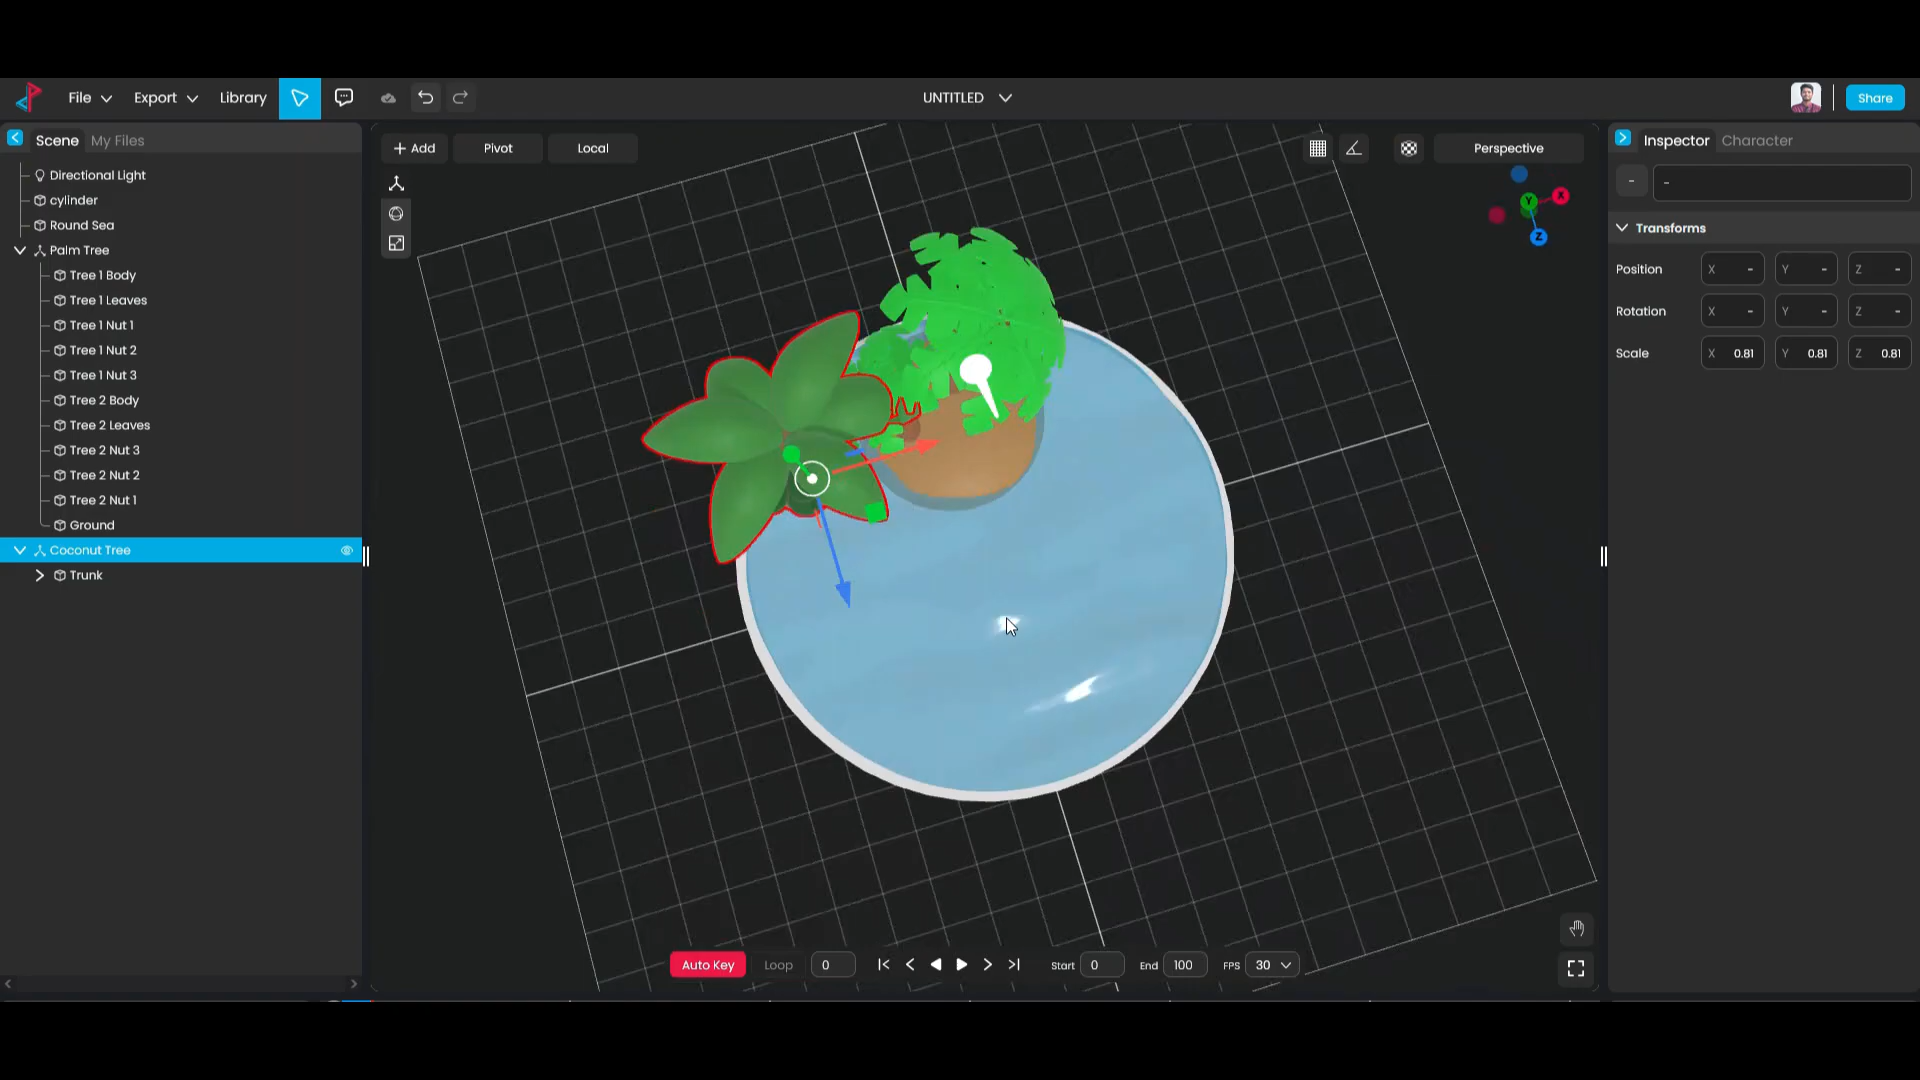 File Export Library UNTITLED Share
Scene My Files
Directional Light
cylinder
Round Sea
Palm Tree
Tree 1 Body
Tree 1 Leaves
Tree 1 Nut 1
Tree 1 Nut 2
Tree 1 Nut 3
Tree 2 Body
Tree 2 Leaves
Tree 2 Nut 3
Tree 2 Nut 2
Tree 2 Nut 1
Ground
Coconut Tree
Trunk
+ Add Pivot Local Perspective
Y X Z
Auto Key Loop 0 Start 0 End 100 FPS 30
Inspector Character
- -
Transforms
Position X - Y - Z -
Rotation X - Y - Z -
Scale X 0.81 Y 0.81 Z 0.81